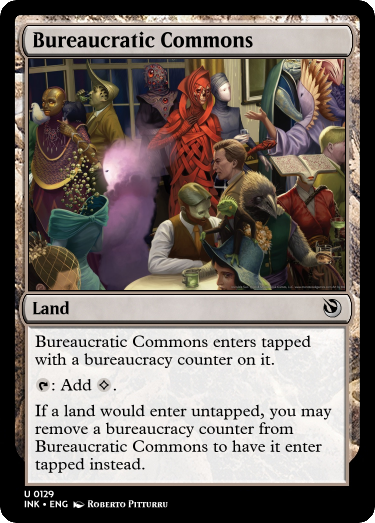 Bureaucratic Commons
Land
Bureaucratic Commons enters tapped
with a bureaucracy counter on it.
: Add .
If a land would enter untapped, you may
remove a bureaucracy counter from
Bureaucratic Commons to have it enter
tapped instead.
U 0129
INK • ENG Roberto Pitturru